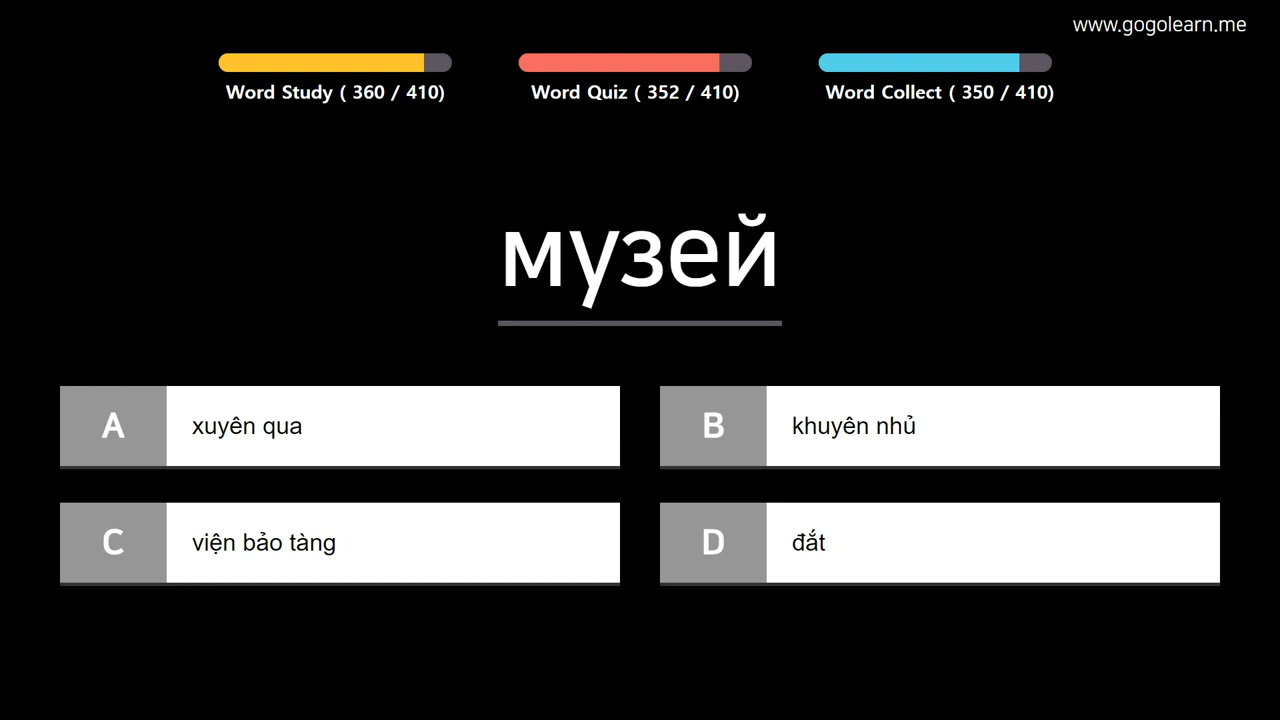 www.gogolearn.me
Word Study ( 360 / 410)
Word Quiz ( 352 / 410)
Word Collect ( 350 / 410)
музей
A xuyên qua
B khuyên nhủ
C viện bảo tàng
D đắt